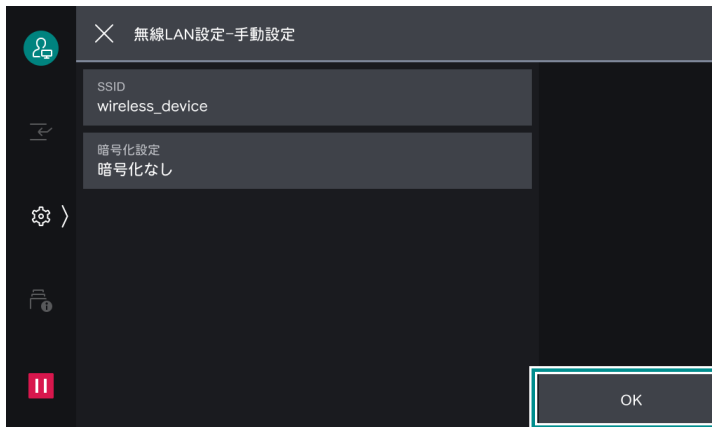 無線LAN設定-手動設定
SSID
wireless_device
暗号化設定
暗号化なし
OK